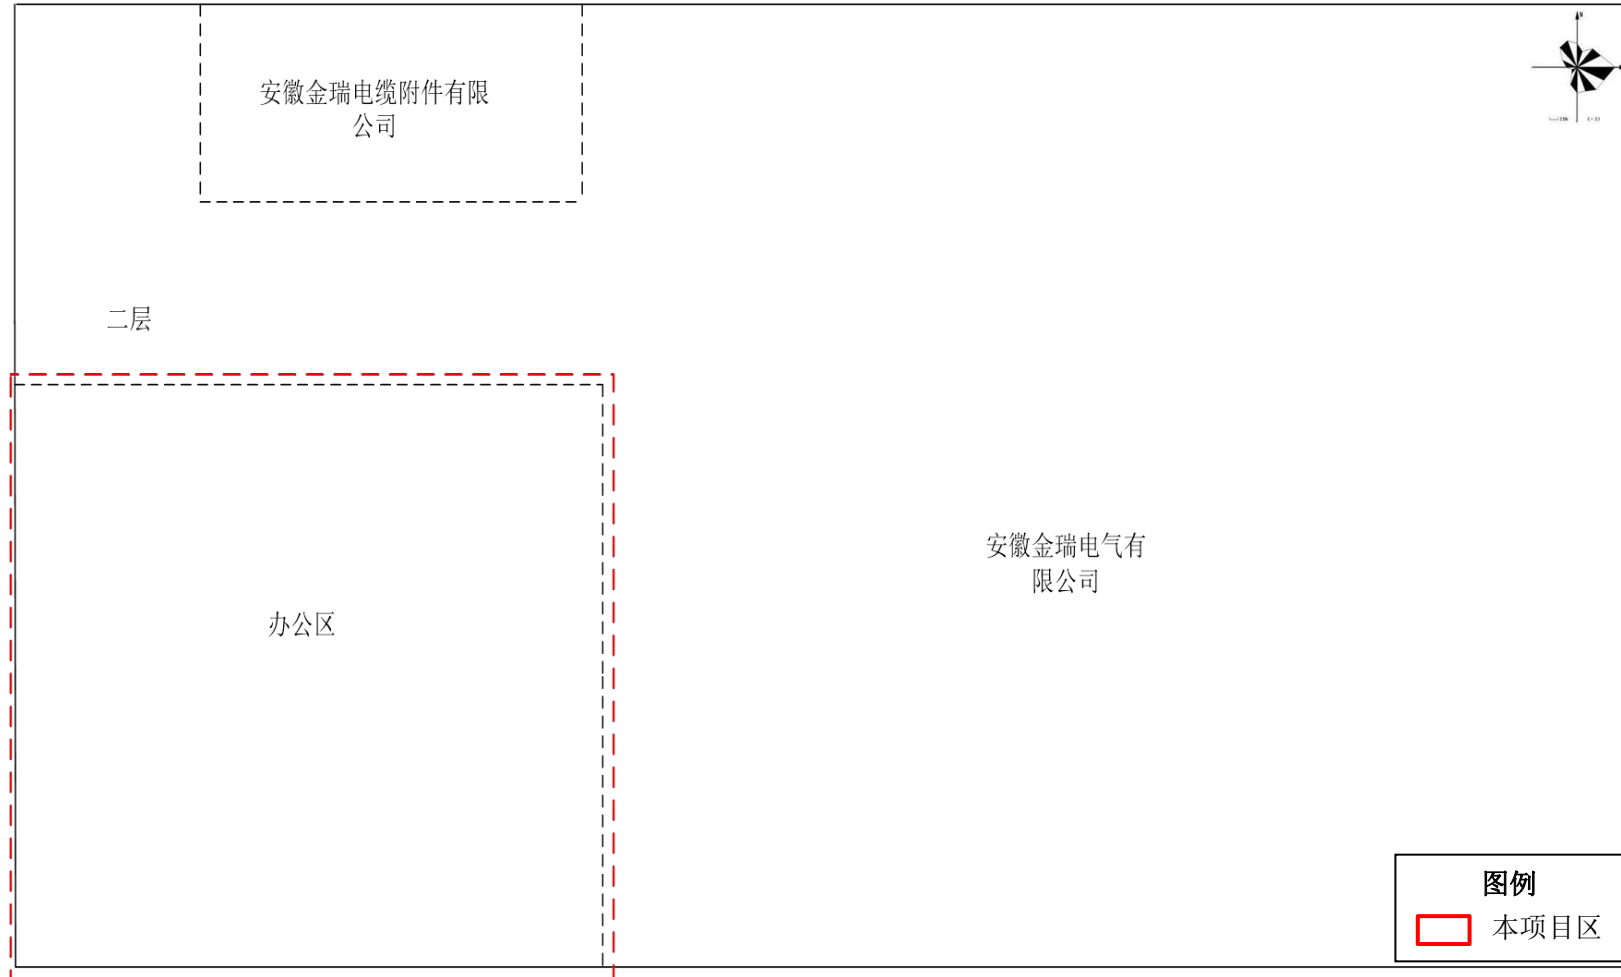 N
安徽金瑞电缆附件有限
公司
二层
安徽金瑞电气有
限公司
办公区
图例
本项目区